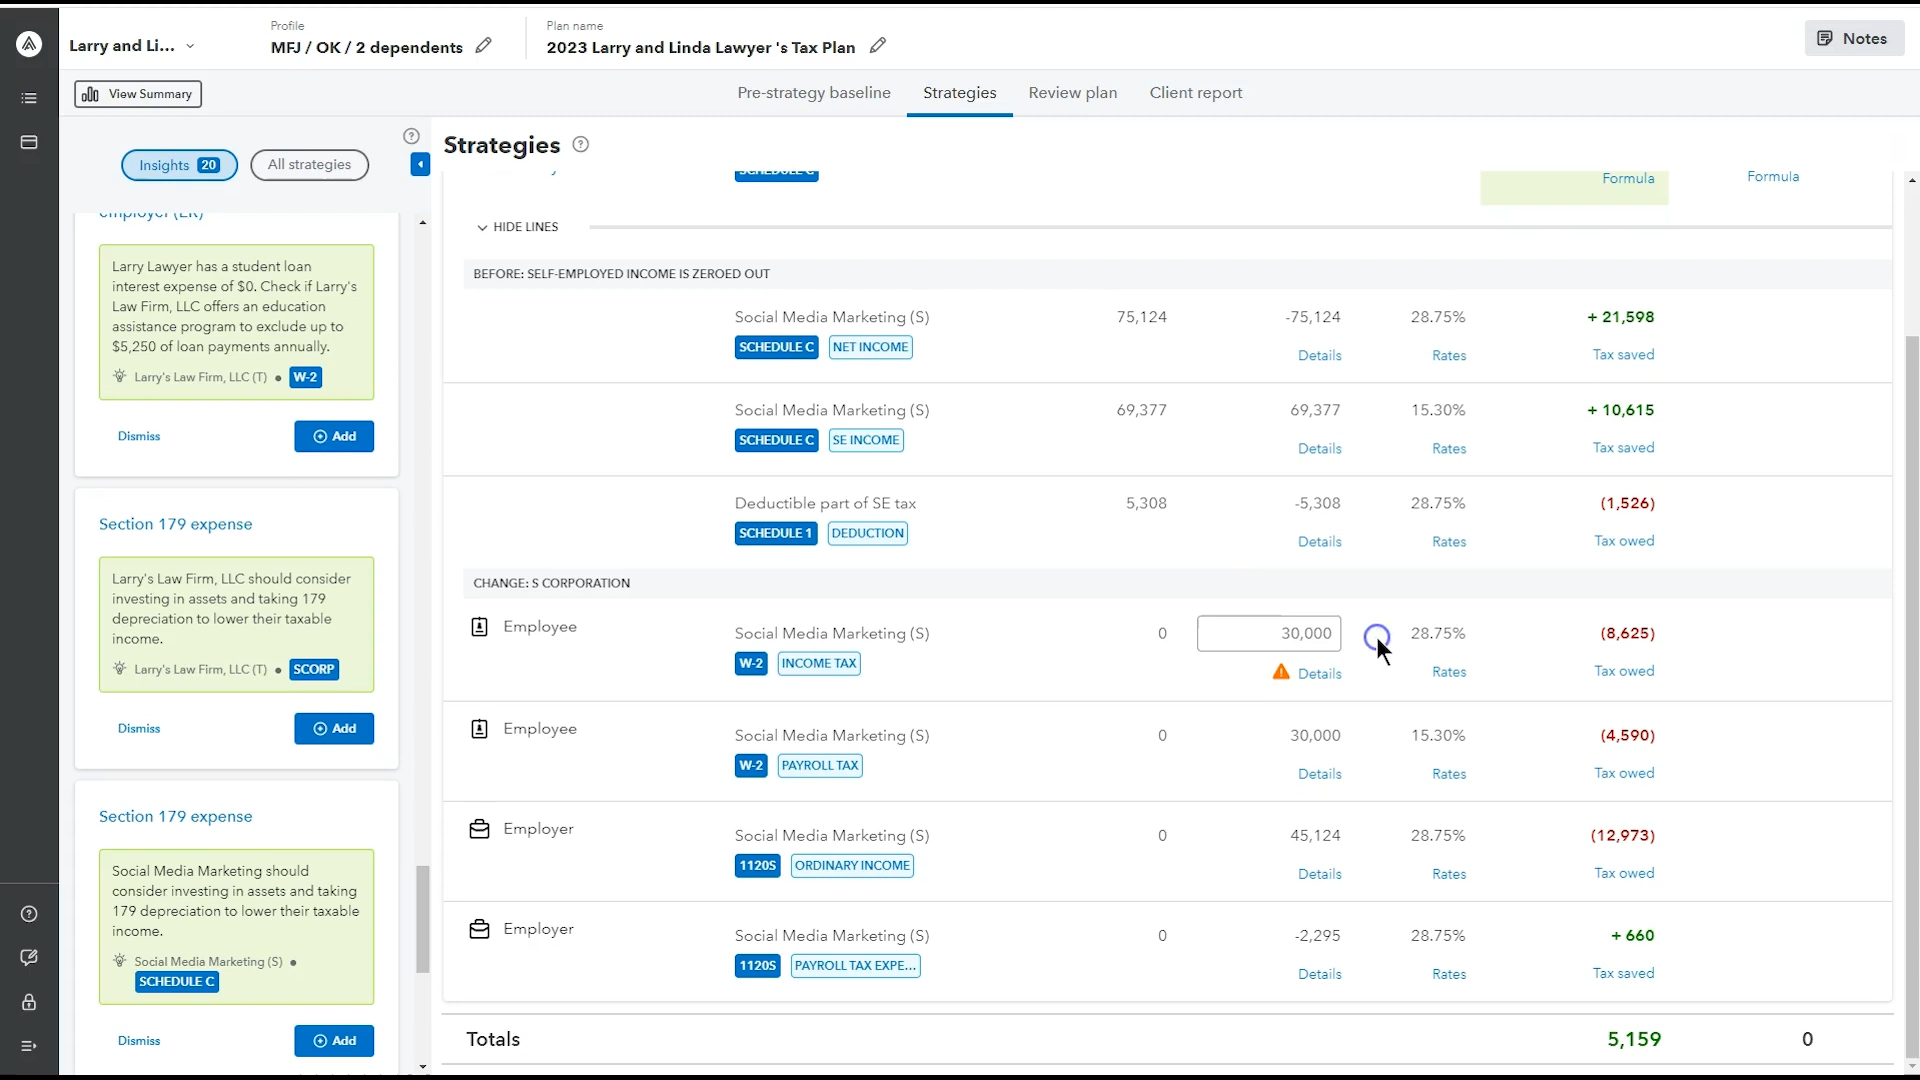 Larry and Li...
Profile
MFJ / OK / 2 dependents
Plan name
2023 Larry and Linda Lawyer 's Tax Plan
Notes
View Summary
Pre-strategy baseline
Strategies
Review plan
Client report
Insights 20
All strategies
employer (ER)
Larry Lawyer has a student loan
interest expense of $0. Check if Larry's
Law Firm, LLC offers an education
assistance program to exclude up to
$5,250 of loan payments annually.
Larry's Law Firm, LLC (T) • W-2
Dismiss
Add
Section 179 expense
Larry's Law Firm, LLC should consider
investing in assets and taking 179
depreciation to lower their taxable
income.
Larry's Law Firm, LLC (T) • SCORP
Dismiss
Add
Section 179 expense
Social Media Marketing should
consider investing in assets and taking
179 depreciation to lower their taxable
income.
Social Media Marketing (S) •
SCHEDULE C
Dismiss
Add
Strategies
SCHEDULE C
Formula
Formula
HIDE LINES
BEFORE: SELF-EMPLOYED INCOME IS ZEROED OUT
Social Media Marketing (S) 75,124 -75,124 28.75% + 21,598
SCHEDULE C NET INCOME Details Rates Tax saved
Social Media Marketing (S) 69,377 69,377 15.30% + 10,615
SCHEDULE C SE INCOME Details Rates Tax saved
Deductible part of SE tax 5,308 -5,308 28.75% (1,526)
SCHEDULE 1 DEDUCTION Details Rates Tax owed
CHANGE: S CORPORATION
Employee Social Media Marketing (S) 0 30,000 28.75% (8,625)
W-2 INCOME TAX Details Rates Tax owed
Employee Social Media Marketing (S) 0 30,000 15.30% (4,590)
W-2 PAYROLL TAX Details Rates Tax owed
Employer Social Media Marketing (S) 0 45,124 28.75% (12,973)
1120S ORDINARY INCOME Details Rates Tax owed
Employer Social Media Marketing (S) 0 -2,295 28.75% + 660
1120S PAYROLL TAX EXPE... Details Rates Tax saved
Totals 5,159 0